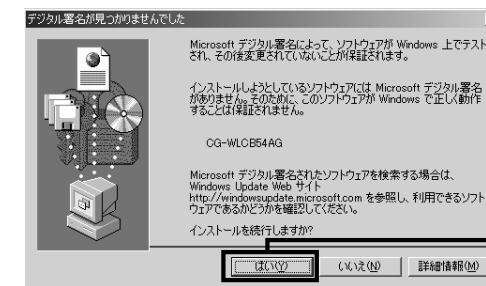 デジタル署名が見つかりませんでした
Microsoft デジタル署名によって、ソフトウェアが Windows 上でテスト
され、その後変更されていないことが保証されます。
インストールしようとしているソフトウェアには Microsoft デジタル署名
がありません。そのため、このソフトウェアが Windows で正しく動作
することは保証されません。
CG-WLCB54AG
Microsoft デジタル署名されたソフトウェアを検索する場合は、
Windows Update Web サイト
http://windowsupdate.microsoft.com を参照し、利用できるソフト
ウェアであるかどうかを確認してください。
インストールを続行しますか?
はい(Y) いいえ(N) 詳細情報(M)